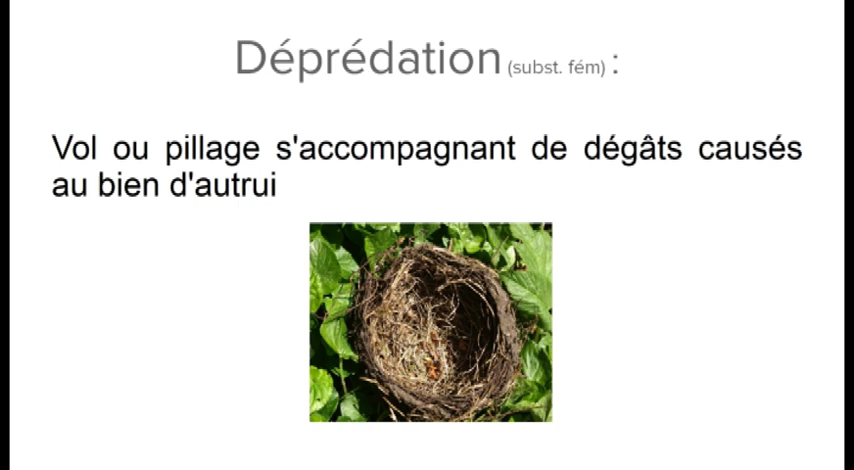 Déprédation (subst. fém) :
Vol ou pillage s'accompagnant de dégâts causés
au bien d'autrui